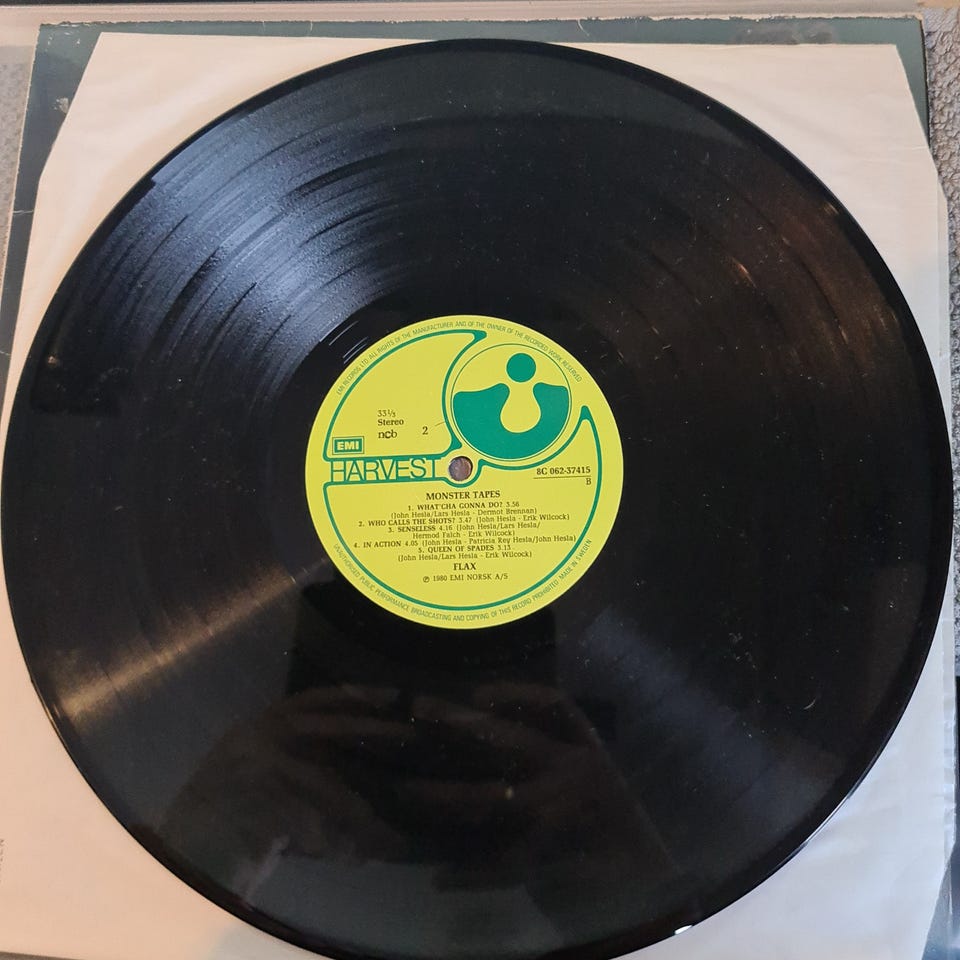 EMI RECORDS LTD. ALL RIGHTS OF THE MANUFACTURER AND OF THE OWNER OF THE RECORDED WORK RESERVED
33⅓
Stereo
ncb 2
EMI
HARVEST
8C 062-37415
B
MONSTER TAPES
1. WHAT'CHA GONNA DO? 3.56
(John Hesla/Lars Hesla - Dermot Brennan)
2. WHO CALLS THE SHOTS? 3.47 (John Hesla - Erik Wilcock)
3. SENSELESS 4.16 (John Hesla/Lars Hesla/
Hermod Falch - Erik Wilcock)
4. IN ACTION 4.05 (John Hesla - Patricia Rey Hesla/John Hesla)
5. QUEEN OF SPADES 3.13
(John Hesla/Lars Hesla - Erik Wilcock)
FLAX
℗ 1980 EMI NORSK A/S
UNAUTHORISED PUBLIC PERFORMANCE, BROADCASTING AND COPYING OF THIS RECORD PROHIBITED. MADE IN SWEDEN